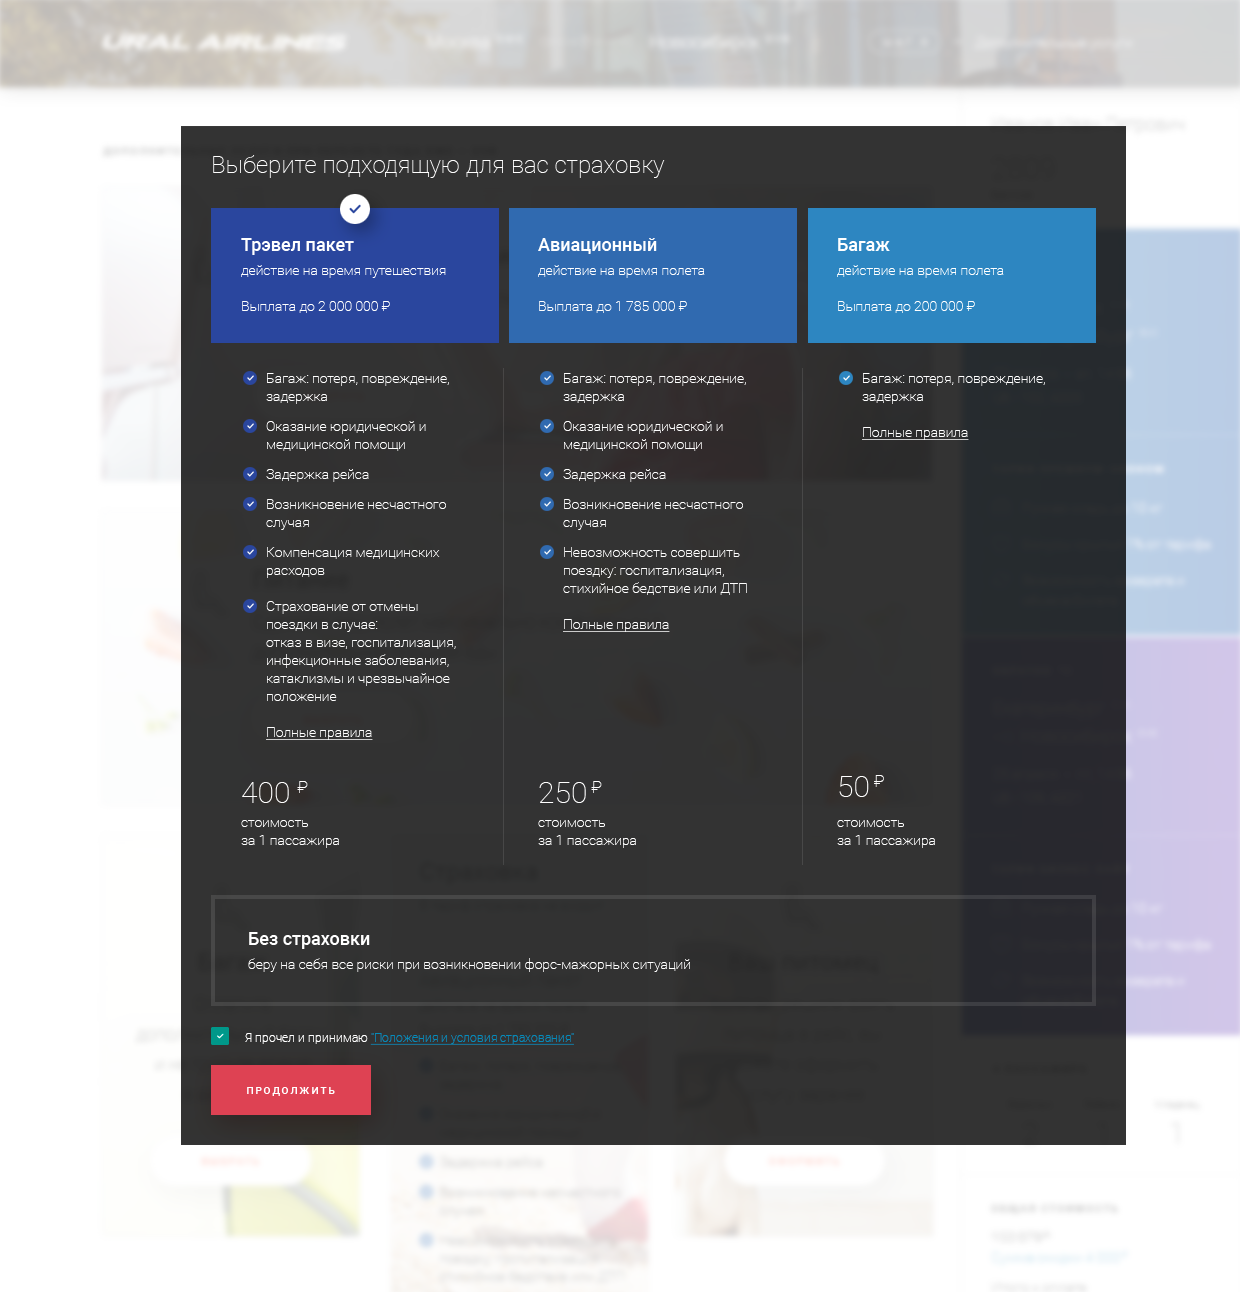 URAL AIRLINES
Выберите подходящую для вас страховку
Трэвел пакет
действие на время путешествия
Выплата до 2 000 000 ₽
Авиационный
действие на время полета
Выплата до 1 785 000 ₽
Багаж
действие на время полета
Выплата до 200 000 ₽
Багаж: потеря, повреждение,
задержка
Оказание юридической и
медицинской помощи
Задержка рейса
Возникновение несчастного
случая
Компенсация медицинских
расходов
Страхование от отмены
поездки в случае:
отказ в визе, госпитализация,
инфекционные заболевания,
катаклизмы и чрезвычайное
положение
Полные правила
400 ₽
стоимость
за 1 пассажира
Багаж: потеря, повреждение,
задержка
Оказание юридической и
медицинской помощи
Задержка рейса
Возникновение несчастного
случая
Невозможность совершить
поездку: госпитализация,
стихийное бедствие или ДТП
Полные правила
250 ₽
стоимость
за 1 пассажира
Багаж: потеря, повреждение,
задержка
Полные правила
50 ₽
стоимость
за 1 пассажира
Без страховки
беру на себя все риски при возникновении форс-мажорных ситуаций
Я прочел и принимаю "Положения и условия страхования"
ПРОДОЛЖИТЬ